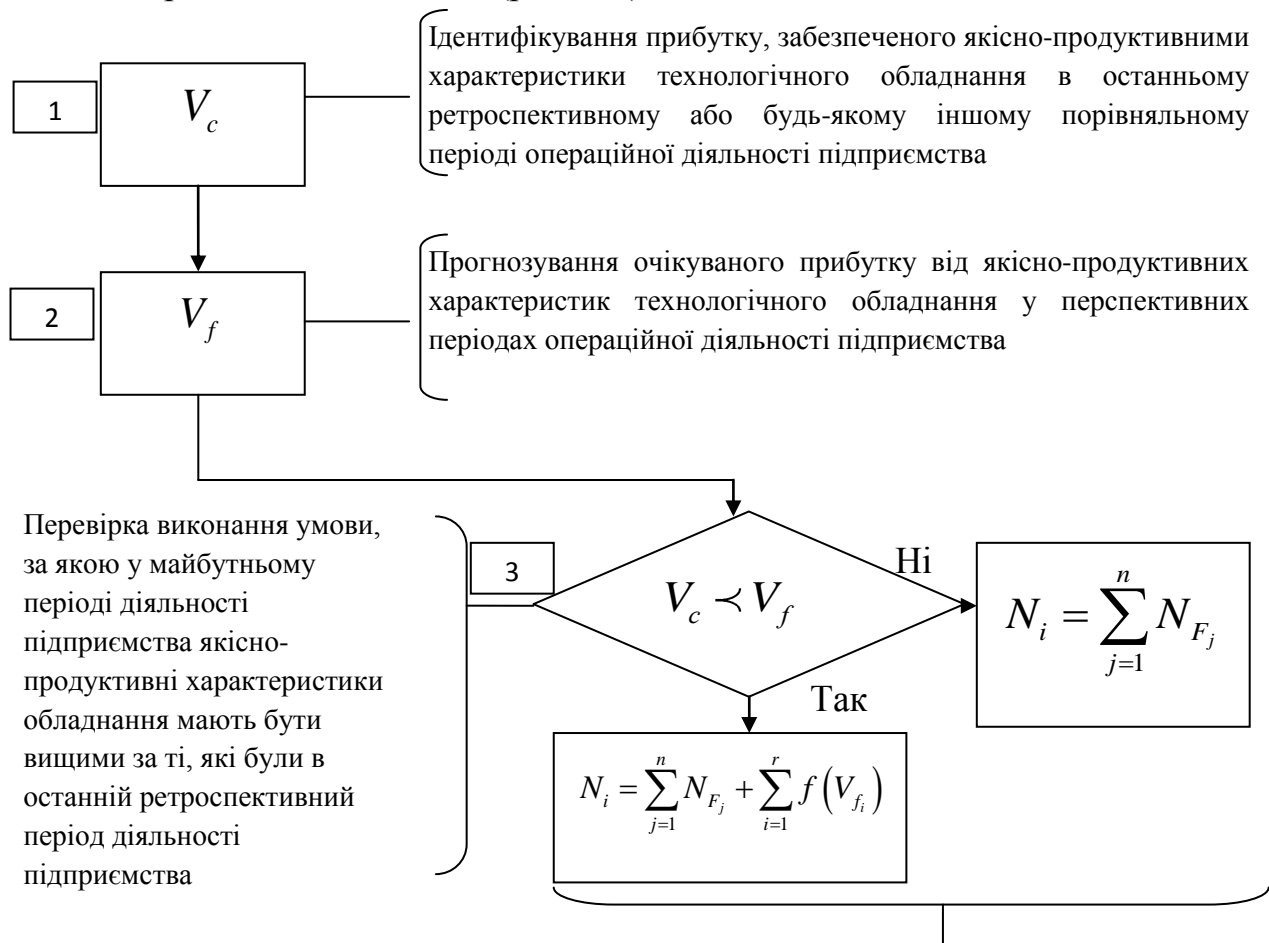 1
V_c
Ідентифікування прибутку, забезпеченого якісно-продуктивними
характеристики технологічного обладнання в останньому
ретроспективному або будь-якому іншому порівняльному
періоді операційної діяльності підприємства
2
V_f
Прогнозування очікуваного прибутку від якісно-продуктивних
характеристик технологічного обладнання у перспективних
періодах операційної діяльності підприємства
Перевірка виконання умови,
за якою у майбутньому
періоді діяльності
підприємства якісно-
продуктивні характеристики
обладнання мають бути
вищими за ті, які були в
останній ретроспективний
період діяльності
підприємства
3
V_c ≺ V_f
Ні
N_i = \sum_{j=1}^{n} N_{F_j}
Так
N_i = \sum_{j=1}^{n} N_{F_j} + \sum_{i=1}^{r} f(V_{f_i})